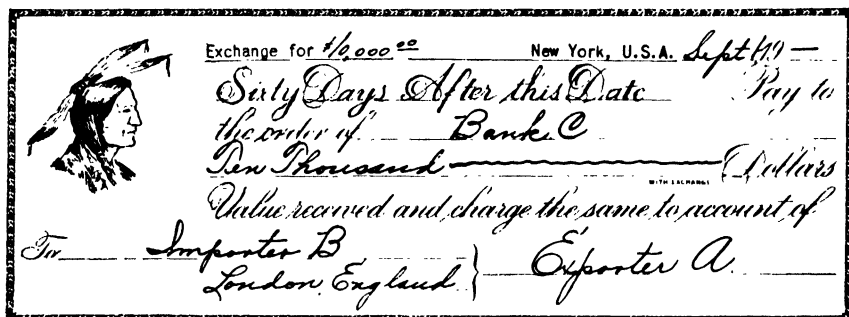 Exchange for $10,000.00 New York, U.S.A. Sept 1, 19—
Sixty Days After this Date Pay to
the order of Bank C
Ten Thousand Dollars
WITH EXCHANGE
Value received and charge the same to account of
To Importer B
London, England } Exporter A